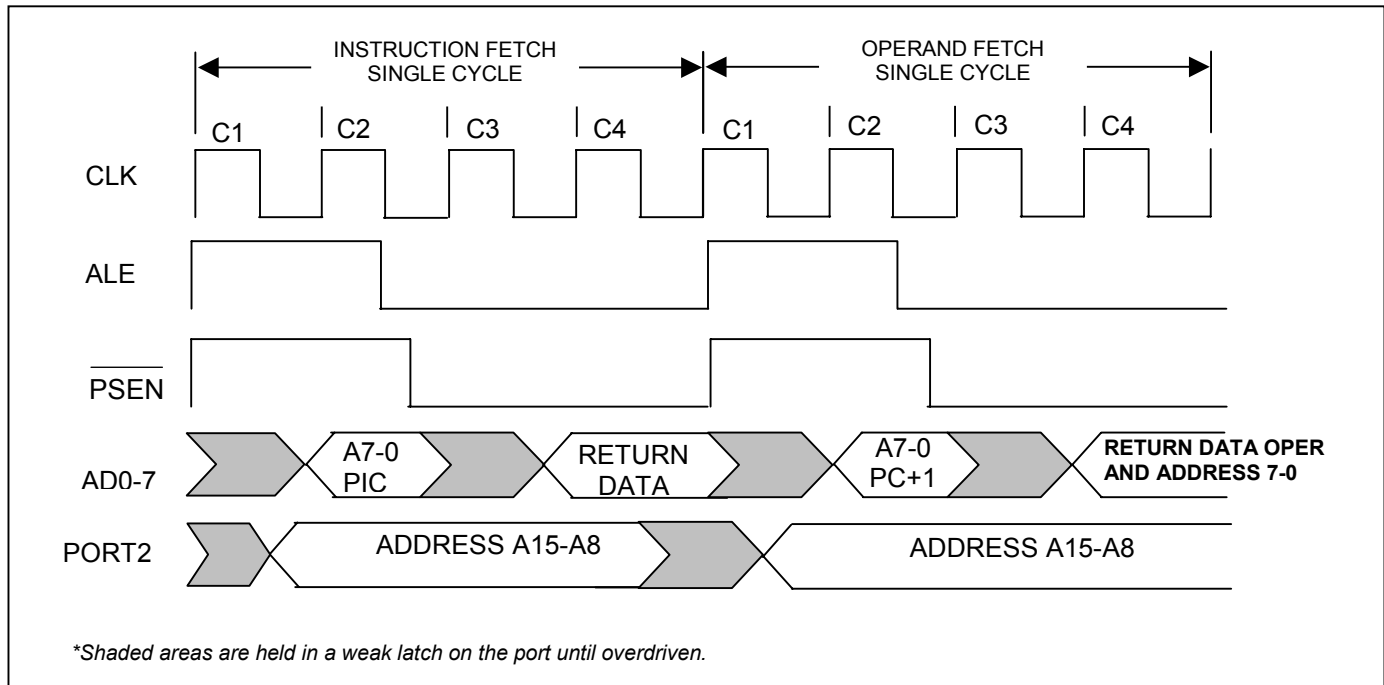 INSTRUCTION FETCH
SINGLE CYCLE
OPERAND FETCH
SINGLE CYCLE
C1 C2 C3 C4 C1 C2 C3 C4
CLK
ALE
PSEN
AD0-7
A7-0
PIC
RETURN
DATA
A7-0
PC+1
RETURN DATA OPER
AND ADDRESS 7-0
PORT2
ADDRESS A15-A8
ADDRESS A15-A8
*Shaded areas are held in a weak latch on the port until overdriven.